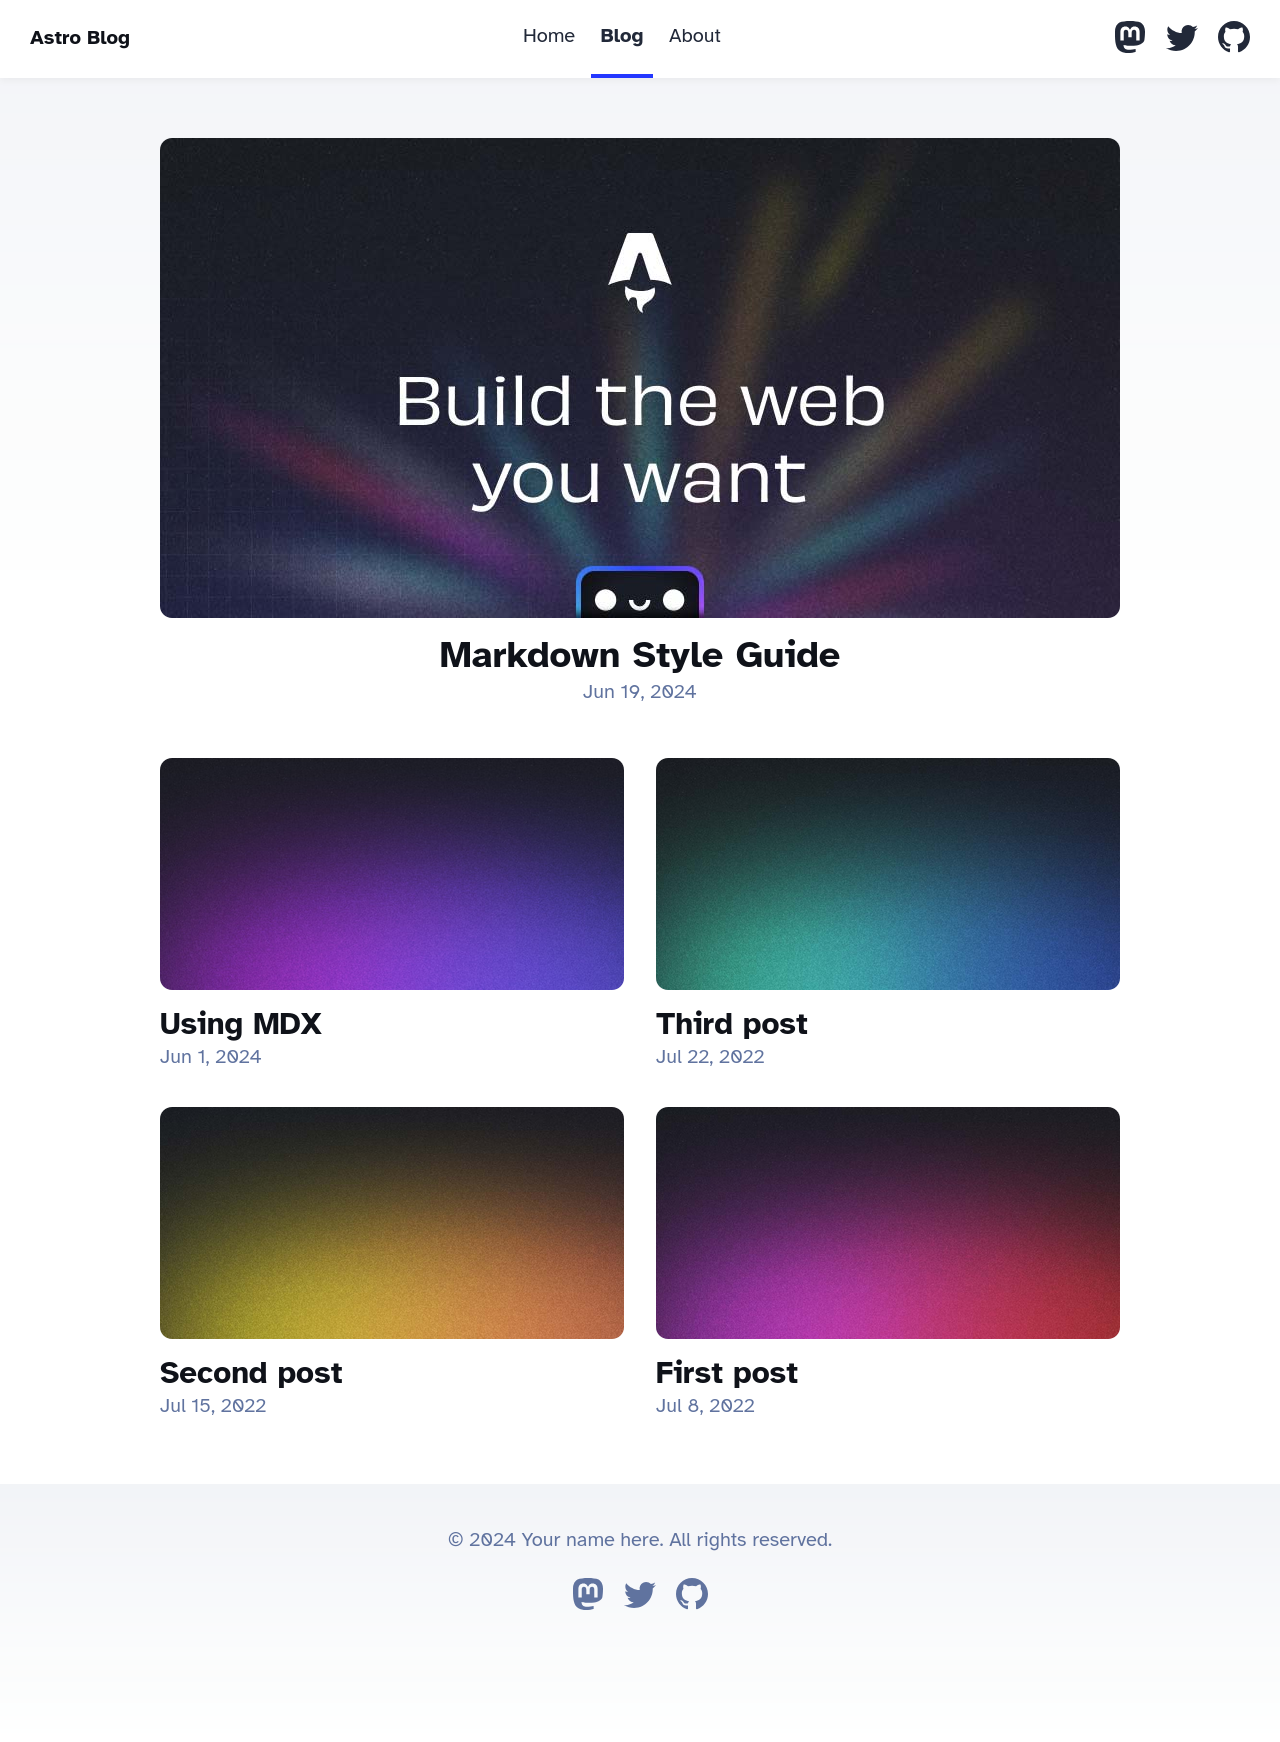 Astro Blog
Home Blog About
Build the web
you want
Markdown Style Guide
Jun 19, 2024
Using MDX
Jun 1, 2024
Third post
Jul 22, 2022
Second post
Jul 15, 2022
First post
Jul 8, 2022
© 2024 Your name here. All rights reserved.